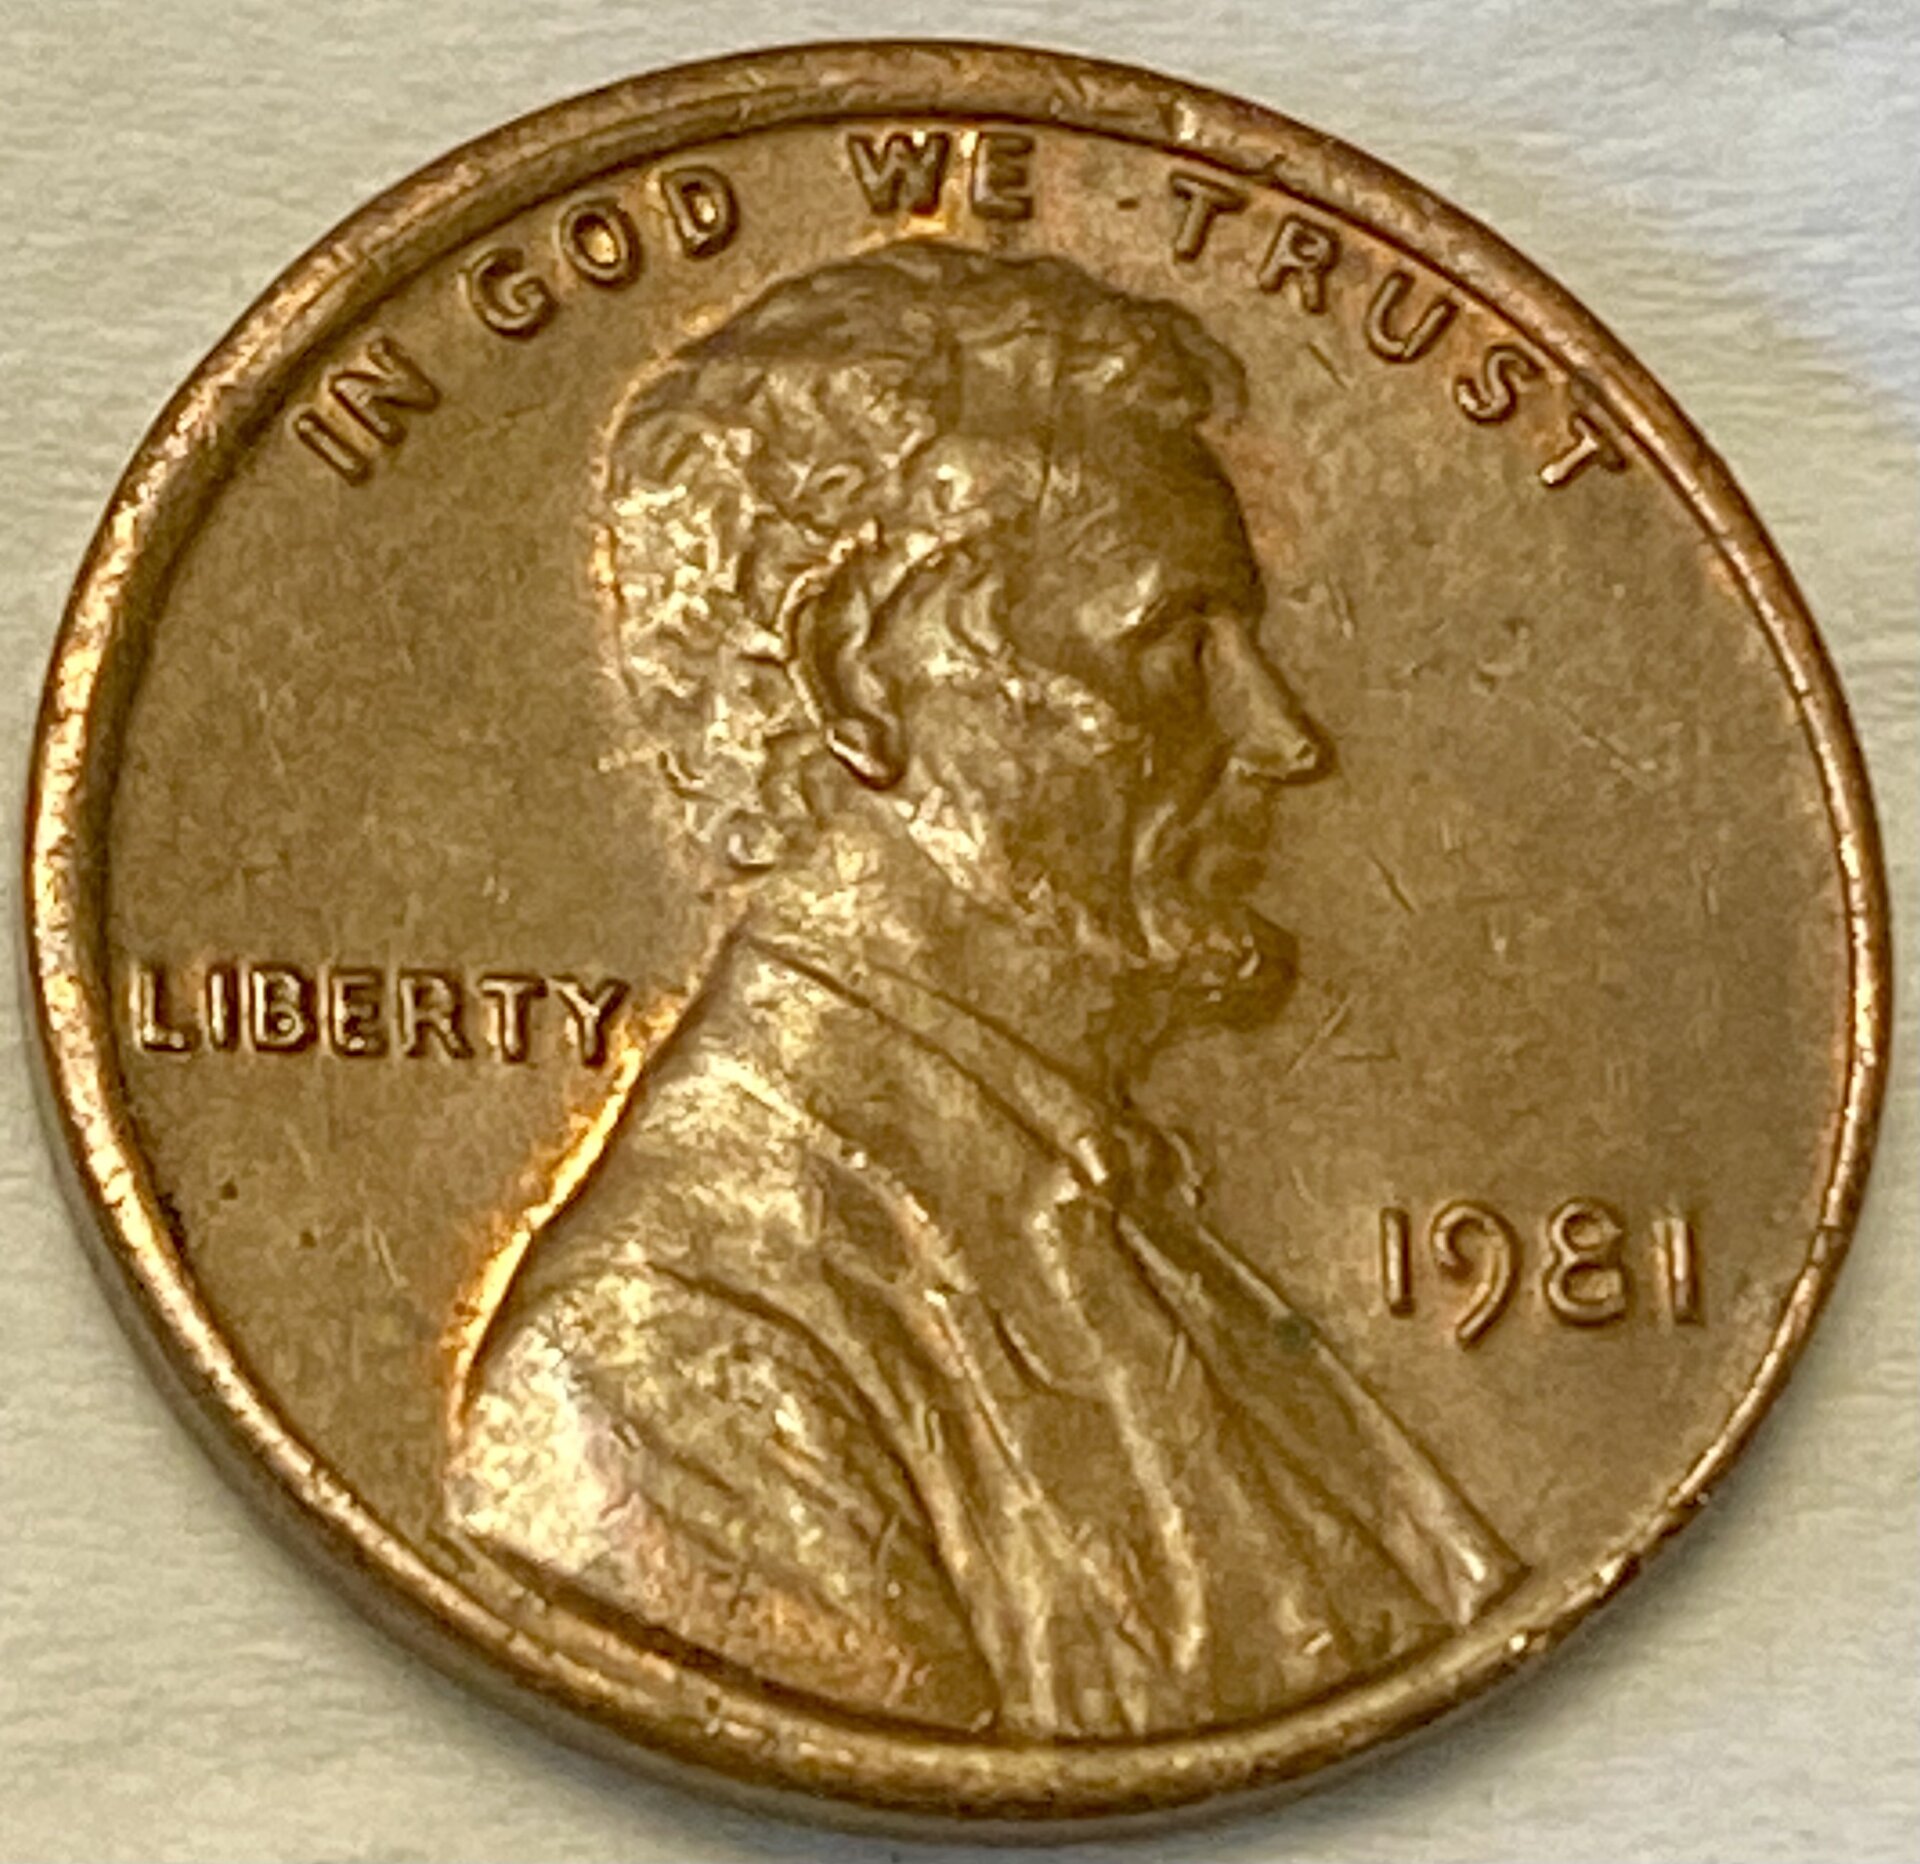 IN GOD WE TRUST
LIBERTY
1981